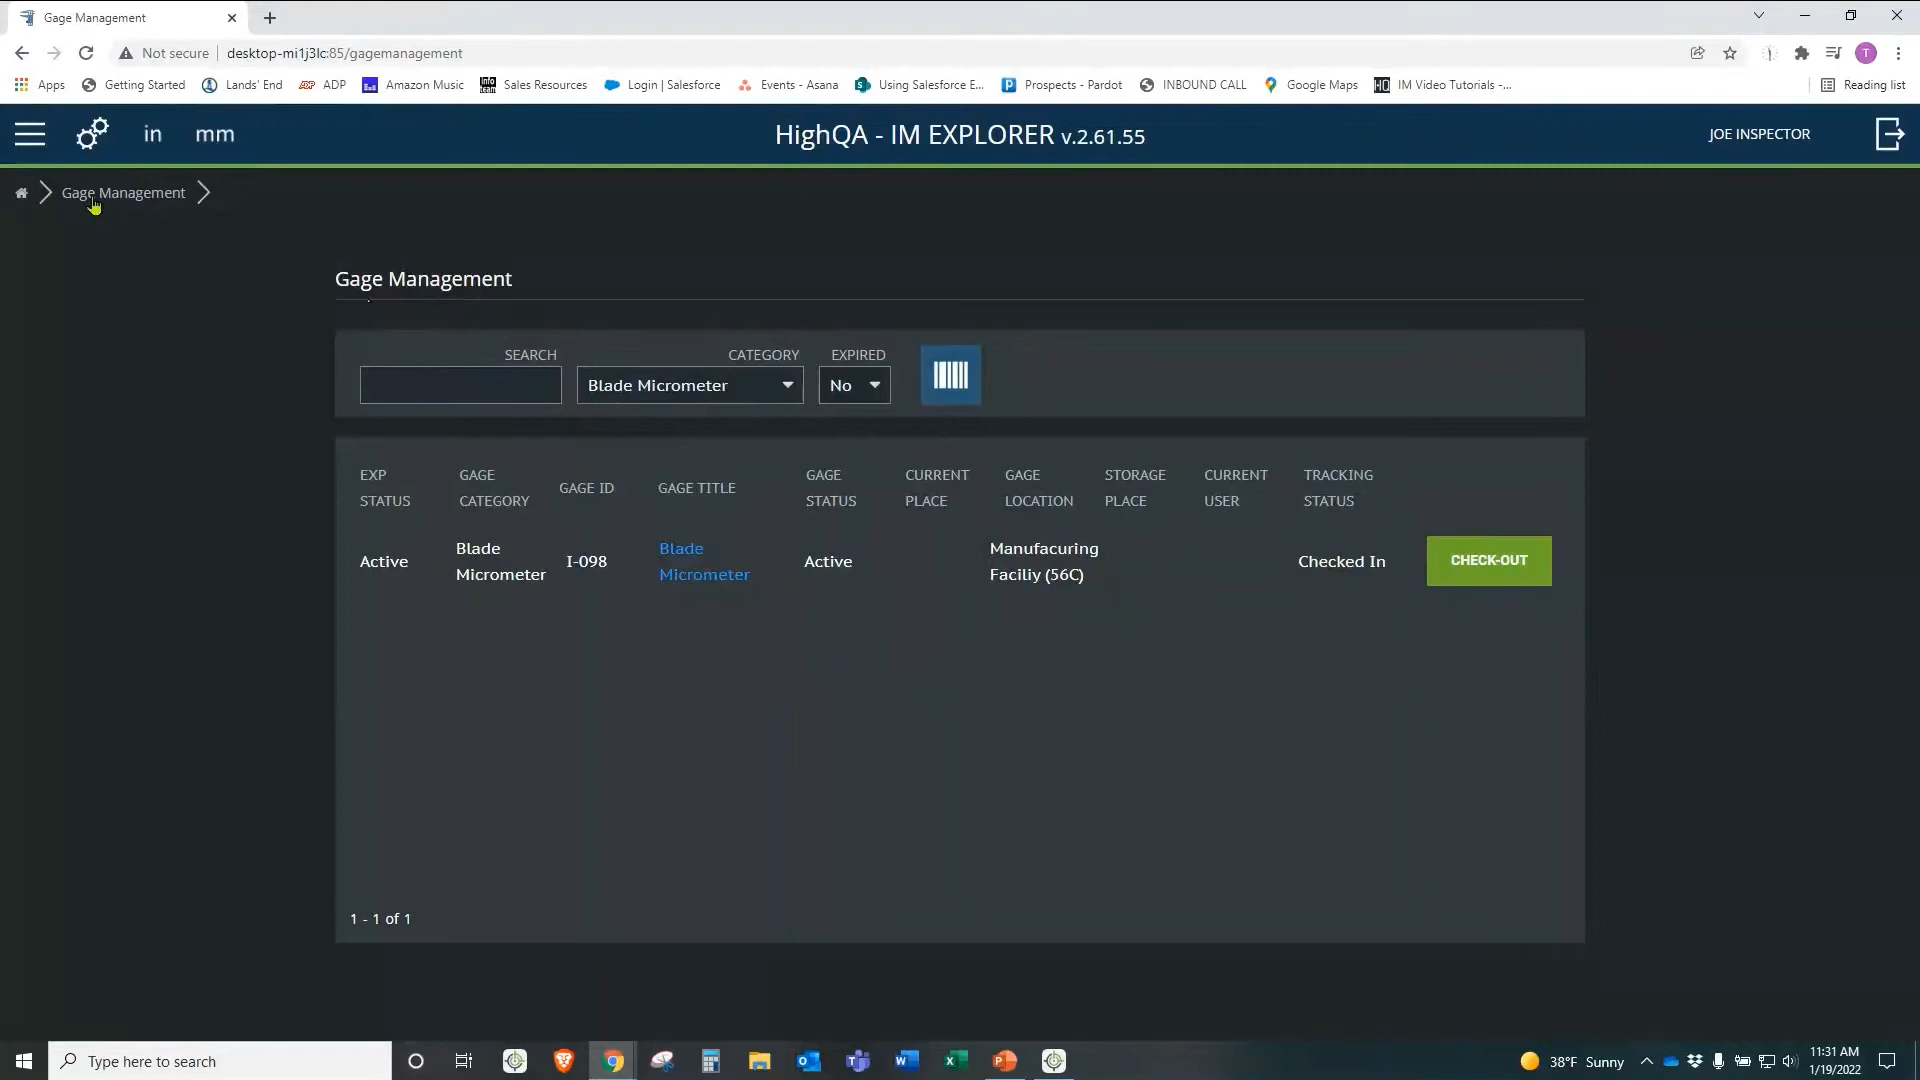 Gage Management
Not secure
desktop-mi1j3lc:85/gagemanagement
T
Apps
Getting Started
Lands' End
ADP
Amazon Music
Sales Resources
Login | Salesforce
Events - Asana
Using Salesforce E...
Prospects - Pardot
INBOUND CALL
Google Maps
IM Video Tutorials -...
Reading list
in
mm
HighQA - IM EXPLORER v.2.61.55
JOE INSPECTOR
Gage Management
Gage Management
SEARCH
CATEGORY
EXPIRED
Blade Micrometer
No
EXP
STATUS
GAGE
CATEGORY
GAGE ID
GAGE TITLE
GAGE
STATUS
CURRENT
PLACE
GAGE
LOCATION
STORAGE
PLACE
CURRENT
USER
TRACKING
STATUS
Active
Blade
Micrometer
I-098
Blade
Micrometer
Active
Manufacuring
Faciliy (56C)
Checked In
CHECK-OUT
1 - 1 of 1
Type here to search
38°F Sunny
11:31 AM
1/19/2022